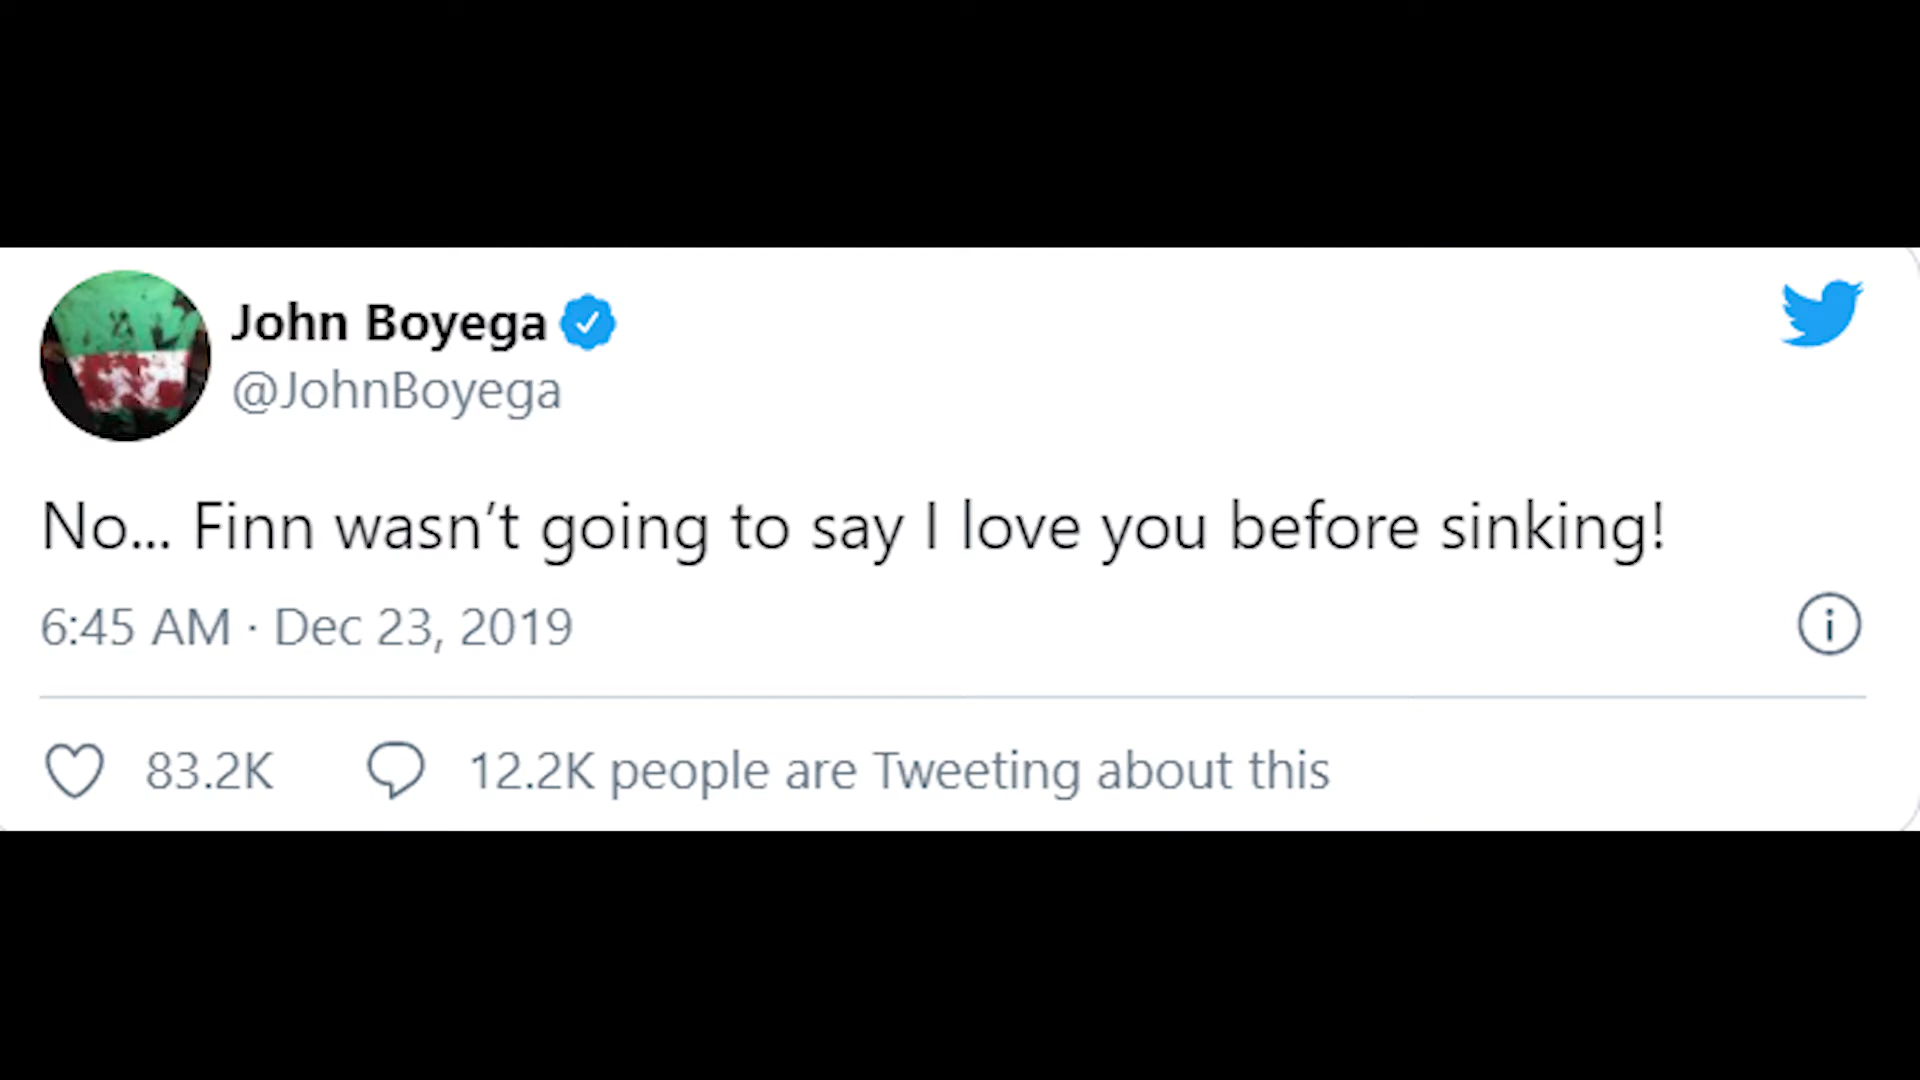 John Boyega
@JohnBoyega
No... Finn wasn’t going to say I love you before sinking!
6:45 AM · Dec 23, 2019
83.2K 12.2K people are Tweeting about this